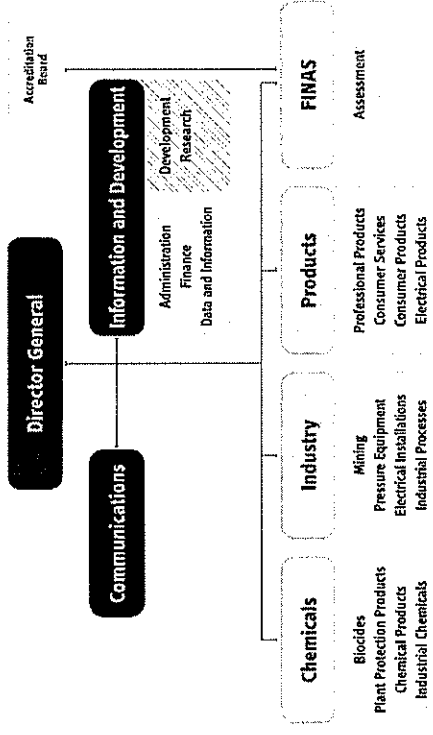 Director General
Accreditation
Board
Communications
Information and Development
Administration
Finance
Data and Information
Development
Research
Chemicals
Biocides
Plant Protection Products
Chemical Products
Industrial Chemicals
Industry
Mining
Pressure Equipment
Electrical Installations
Industrial Processes
Products
Professional Products
Consumer Services
Consumer Products
Electrical Products
FINAS
Assessment